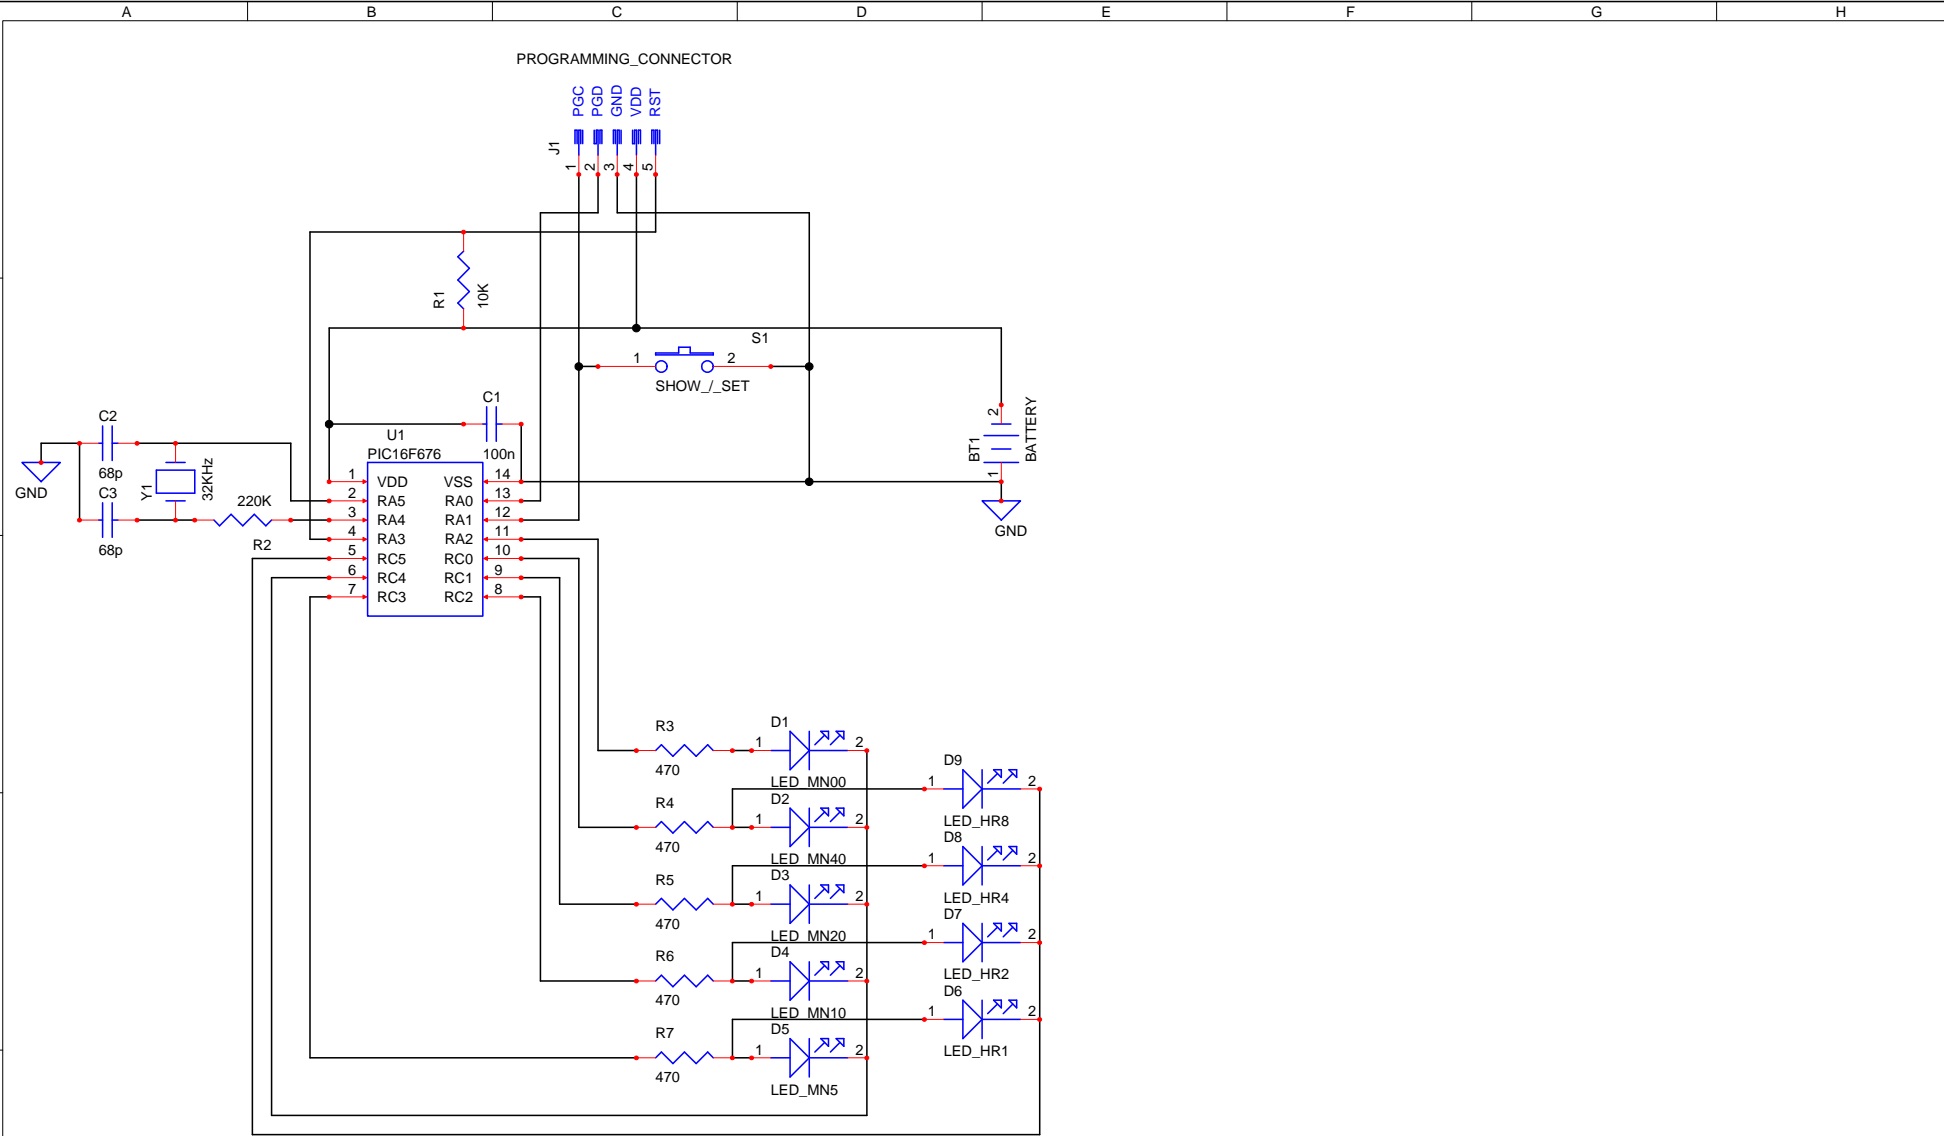 A B C D E F G H
PROGRAMMING_CONNECTOR
PGC PGD GND VDD RST
J1
1 2 3 4 5
R1
10K
S1
1 2
SHOW_/_SET
C1
100n
2
BT1
BATTERY
1
GND
C2
68p
C3
68p
GND
Y1
32KHz
220K
R2
U1
PIC16F676
1 VDD VSS 14
2 RA5 RA0 13
3 RA4 RA1 12
4 RA3 RA2 11
5 RC5 RC0 10
6 RC4 RC1 9
7 RC3 RC2 8
R3
470
D1
1 2
LED_MN00
D9
1 2
LED_HR8
R4
470
D2
1 2
LED_MN40
D8
1 2
LED_HR4
R5
470
D3
1 2
LED_MN20
D7
1 2
LED_HR2
R6
470
D4
1 2
LED_MN10
D6
1 2
LED_HR1
R7
470
D5
1 2
LED_MN5